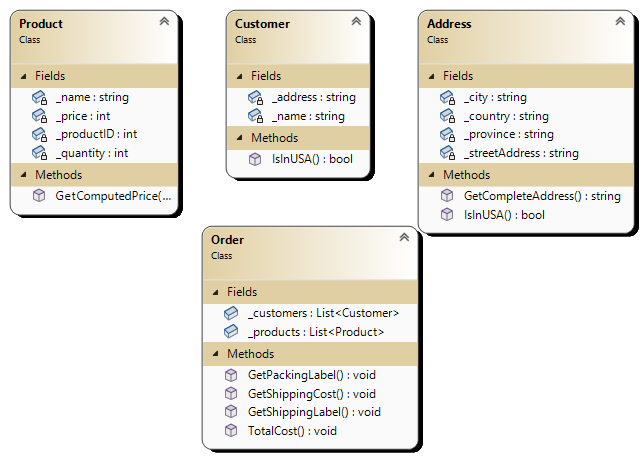 Product
Class
Fields
_name : string
_price : int
_productID : int
_quantity : int
Methods
GetComputedPrice(...
Customer
Class
Fields
_address : string
_name : string
Methods
IsInUSA() : bool
Address
Class
Fields
_city : string
_country : string
_province : string
_streetAddress : string
Methods
GetCompleteAddress() : string
IsInUSA() : bool
Order
Class
Fields
_customers : List<Customer>
_products : List<Product>
Methods
GetPackingLabel() : void
GetShippingCost() : void
GetShippingLabel() : void
TotalCost() : void